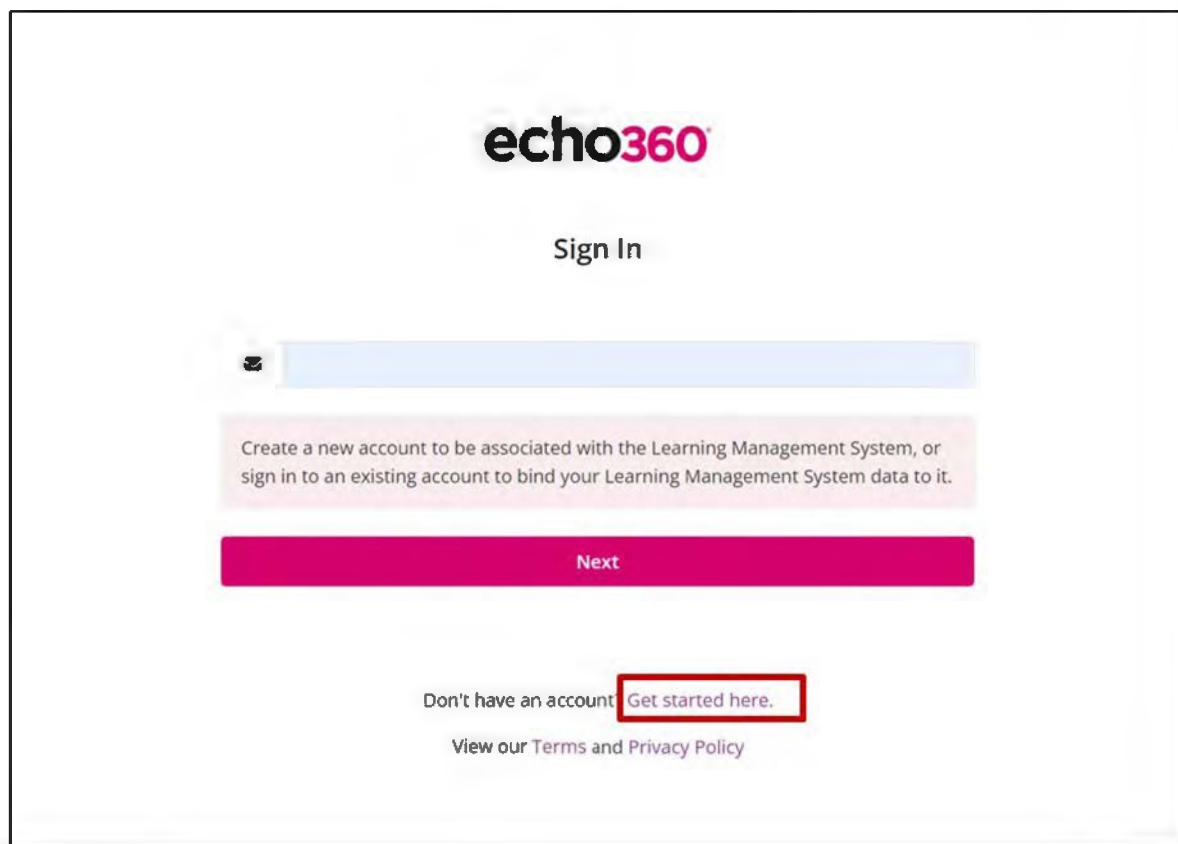 echo360
Sign In
Create a new account to be associated with the Learning Management System, or
sign in to an existing account to bind your Learning Management System data to it.
Next
Don't have an account? Get started here.
View our Terms and Privacy Policy